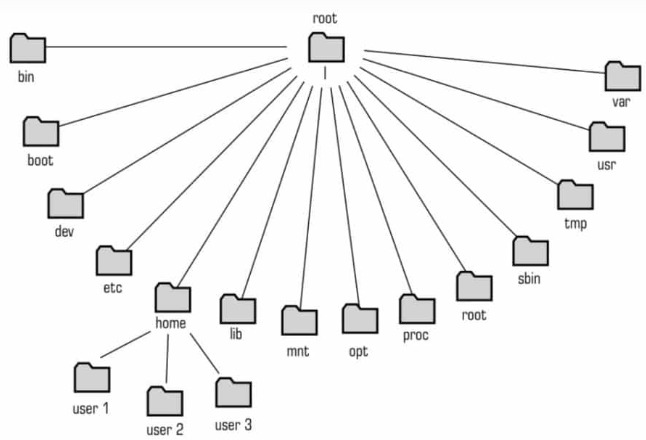 root
/
bin
var
boot
usr
dev
tmp
etc
sbin
home
lib
mnt
opt
proc
root
user 1
user 2
user 3